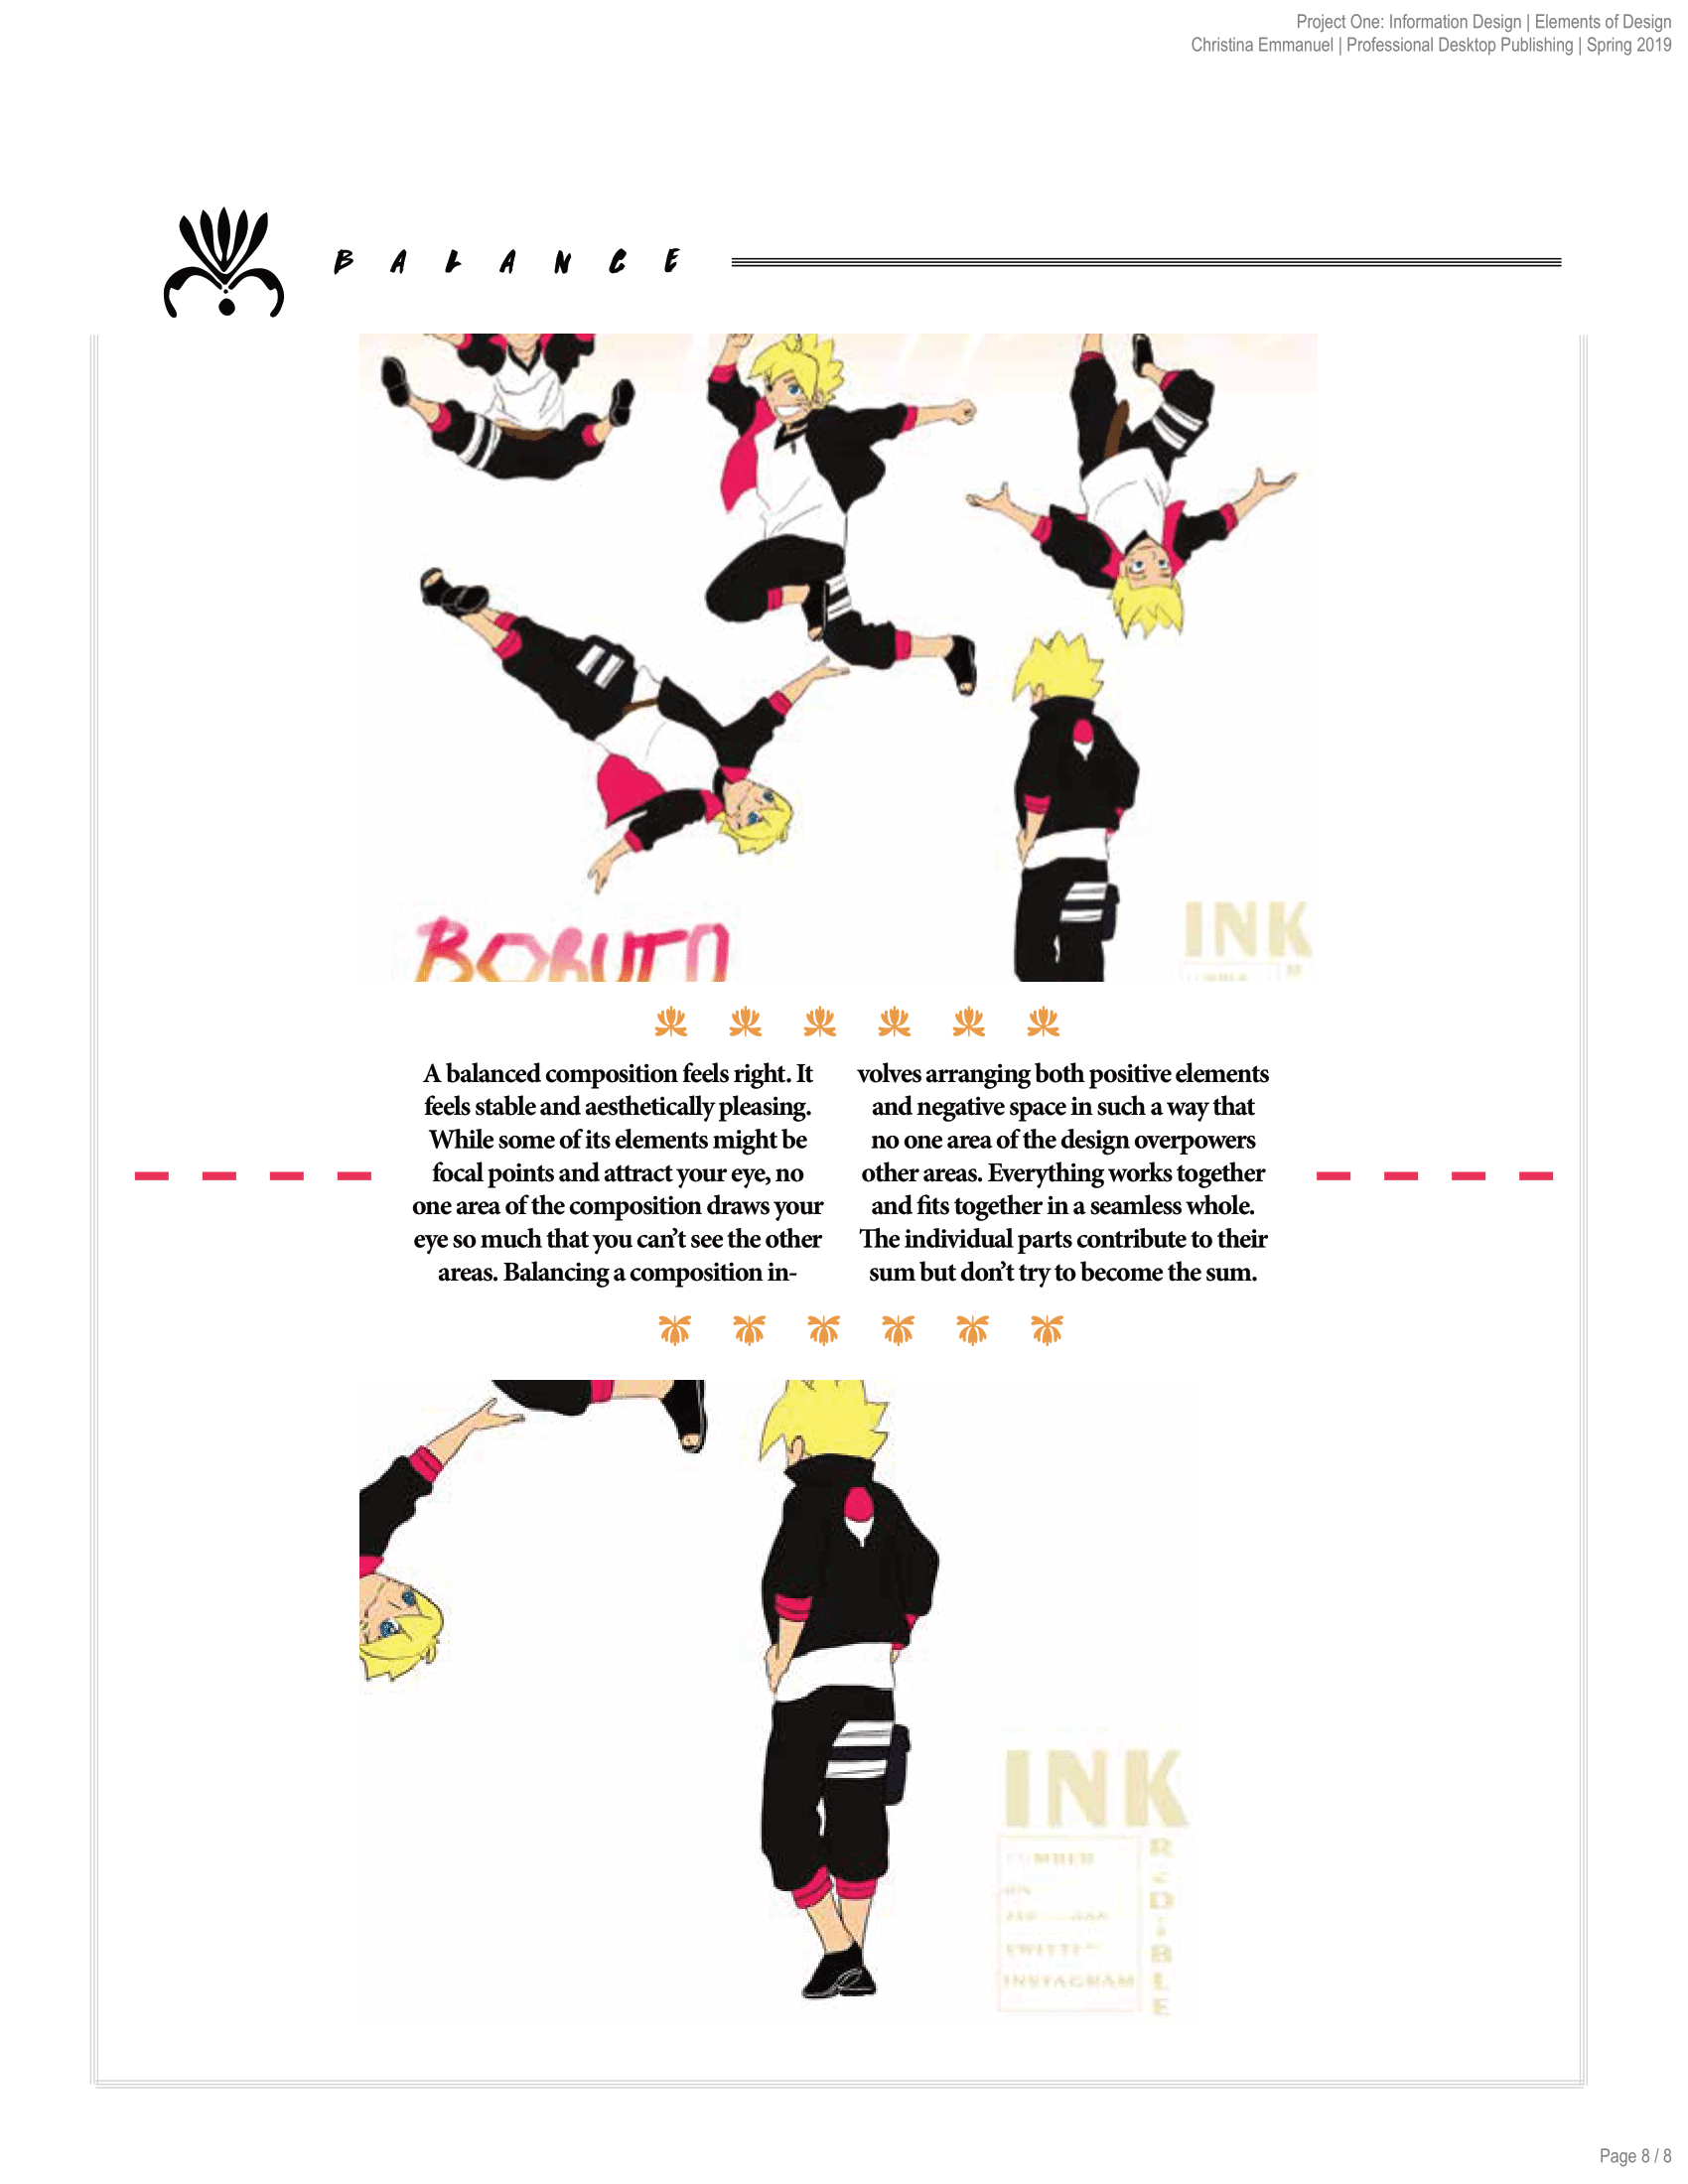 Project One: Information Design | Elements of Design
Christina Emmanuel | Professional Desktop Publishing | Spring 2019
BALANCE
BORUTO
INK
A balanced composition feels right. It
feels stable and aesthetically pleasing.
While some of its elements might be
focal points and attract your eye, no
one area of the composition draws your
eye so much that you can’t see the other
areas. Balancing a composition in-
volves arranging both positive elements
and negative space in such a way that
no one area of the design overpowers
other areas. Everything works together
and fits together in a seamless whole.
The individual parts contribute to their
sum but don’t try to become the sum.
INK
INSTAGRAM
Page 8 / 8